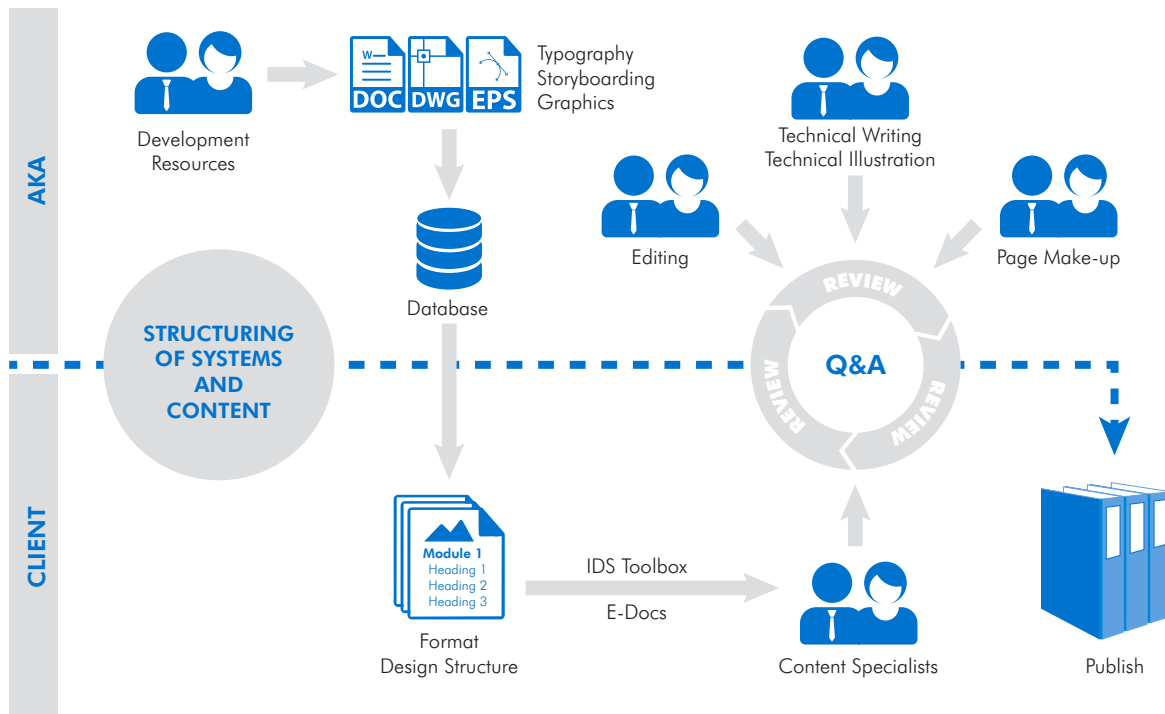 AKA
CLIENT
Development
Resources
W
DOC
DWG
EPS
Typography
Storyboarding
Graphics
Database
STRUCTURING
OF SYSTEMS
AND
CONTENT
Module 1
Heading 1
Heading 2
Heading 3
Format
Design Structure
IDS Toolbox
E-Docs
Technical Writing
Technical Illustration
Editing
Page Make-up
REVIEW
REVIEW
REVIEW
Q&A
Content Specialists
Publish